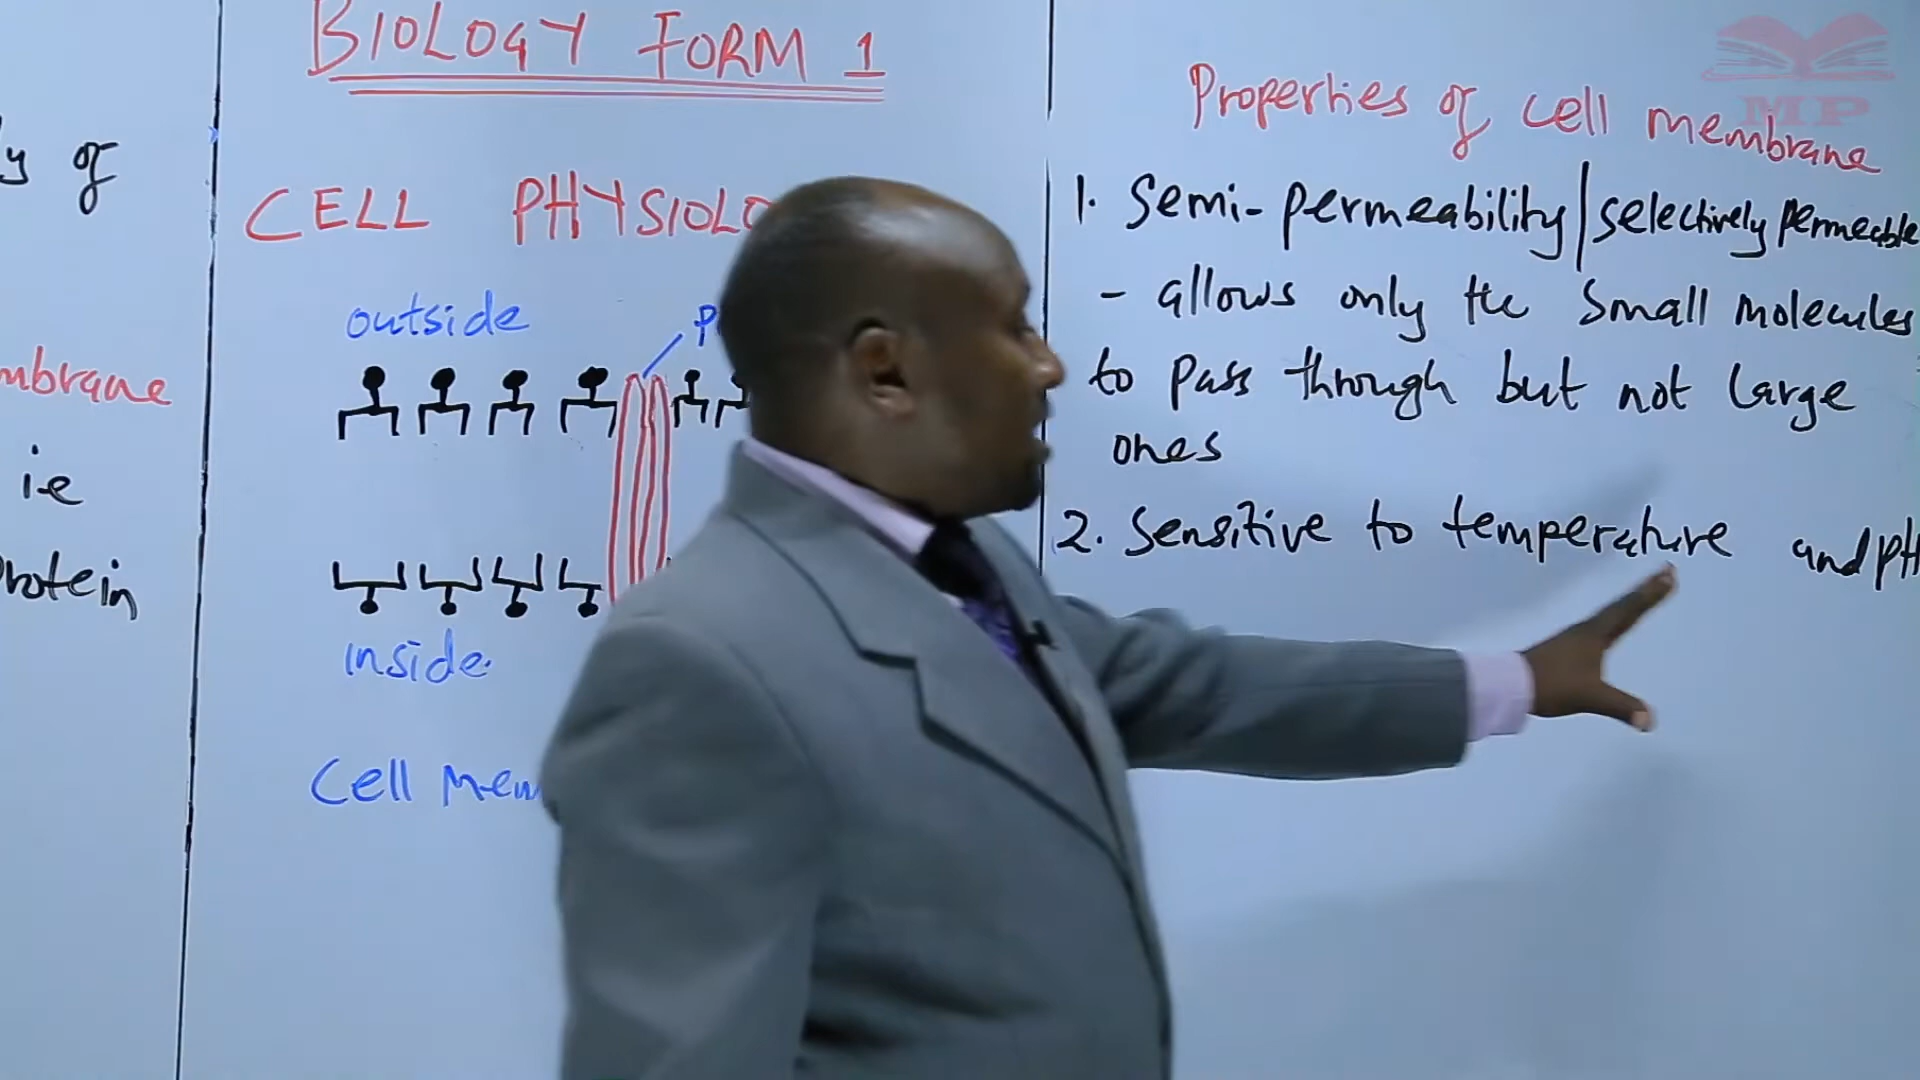 BIOLOGY FORM 1
y of
mbrane
ie
rotein
CELL PHYSIOLO
outside
P
inside
Cell Mem
Properties of cell membrane
1. Semi-permeability/selectively permeable
- allows only the small molecules
to pass through but not large
ones
2. Sensitive to temperature and pH
MP